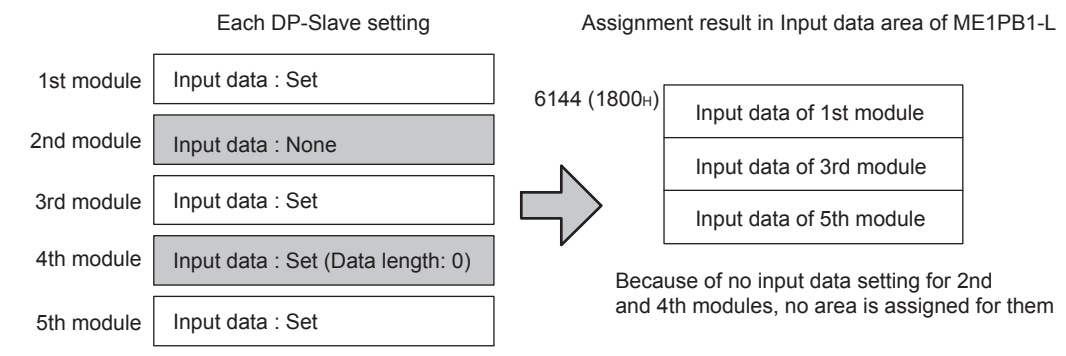 Each DP-Slave setting
1st module
Input data : Set
2nd module
Input data : None
3rd module
Input data : Set
4th module
Input data : Set (Data length: 0)
5th module
Input data : Set
Assignment result in Input data area of ME1PB1-L
6144 (1800H)
Input data of 1st module
Input data of 3rd module
Input data of 5th module
Because of no input data setting for 2nd
and 4th modules, no area is assigned for them